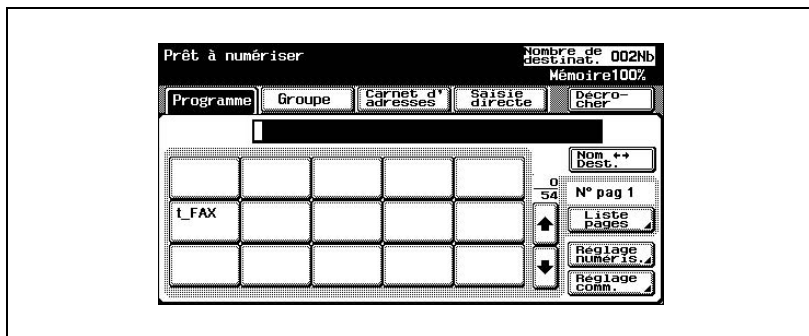 Prêt à numériser
Nombre de
destinat. 002Nb
Mémoire100%
Programme
Groupe
Carnet d'
adresses
Saisie
directe
Décro-
cher
Nom ↔
Dest.
0
54
N° pag 1
t_FAX
Liste
pages
Réglage
numéris.
Réglage
comm.